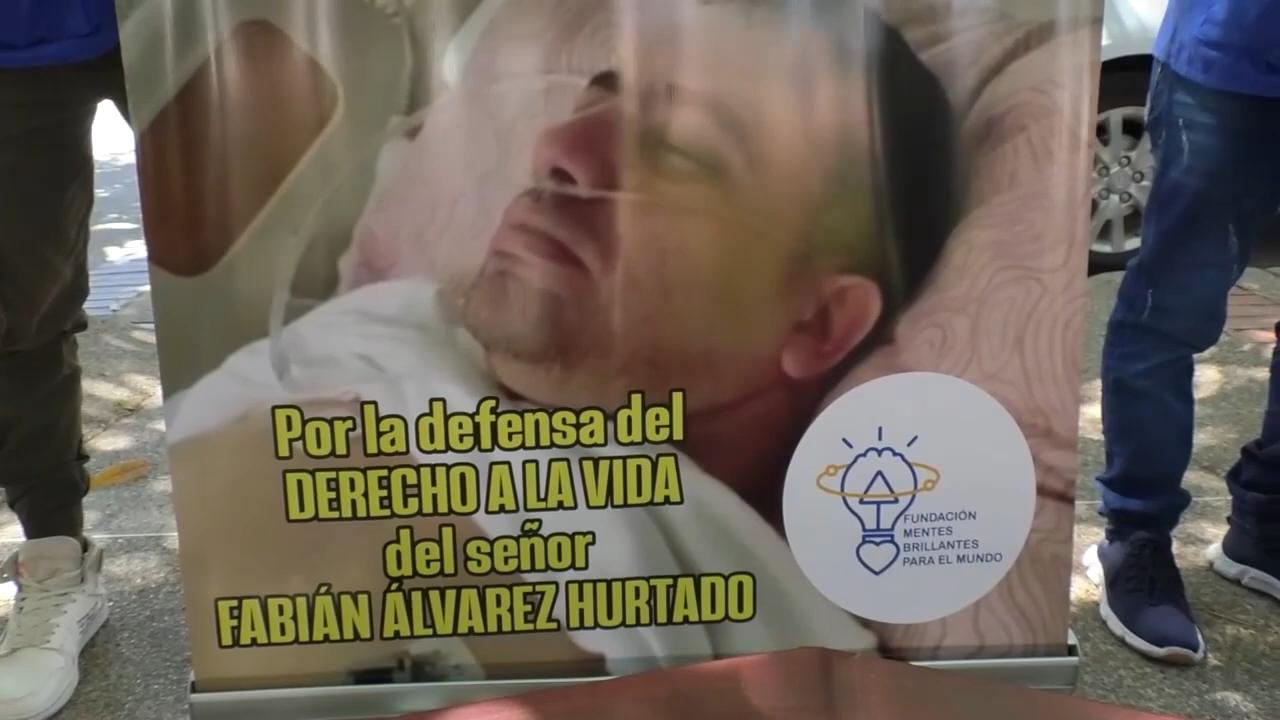 Por la defensa del
DERECHO A LA VIDA
del señor
FABIÁN ÁLVAREZ HURTADO
FUNDACIÓN
MENTES
BRILLANTES
PARA EL MUNDO